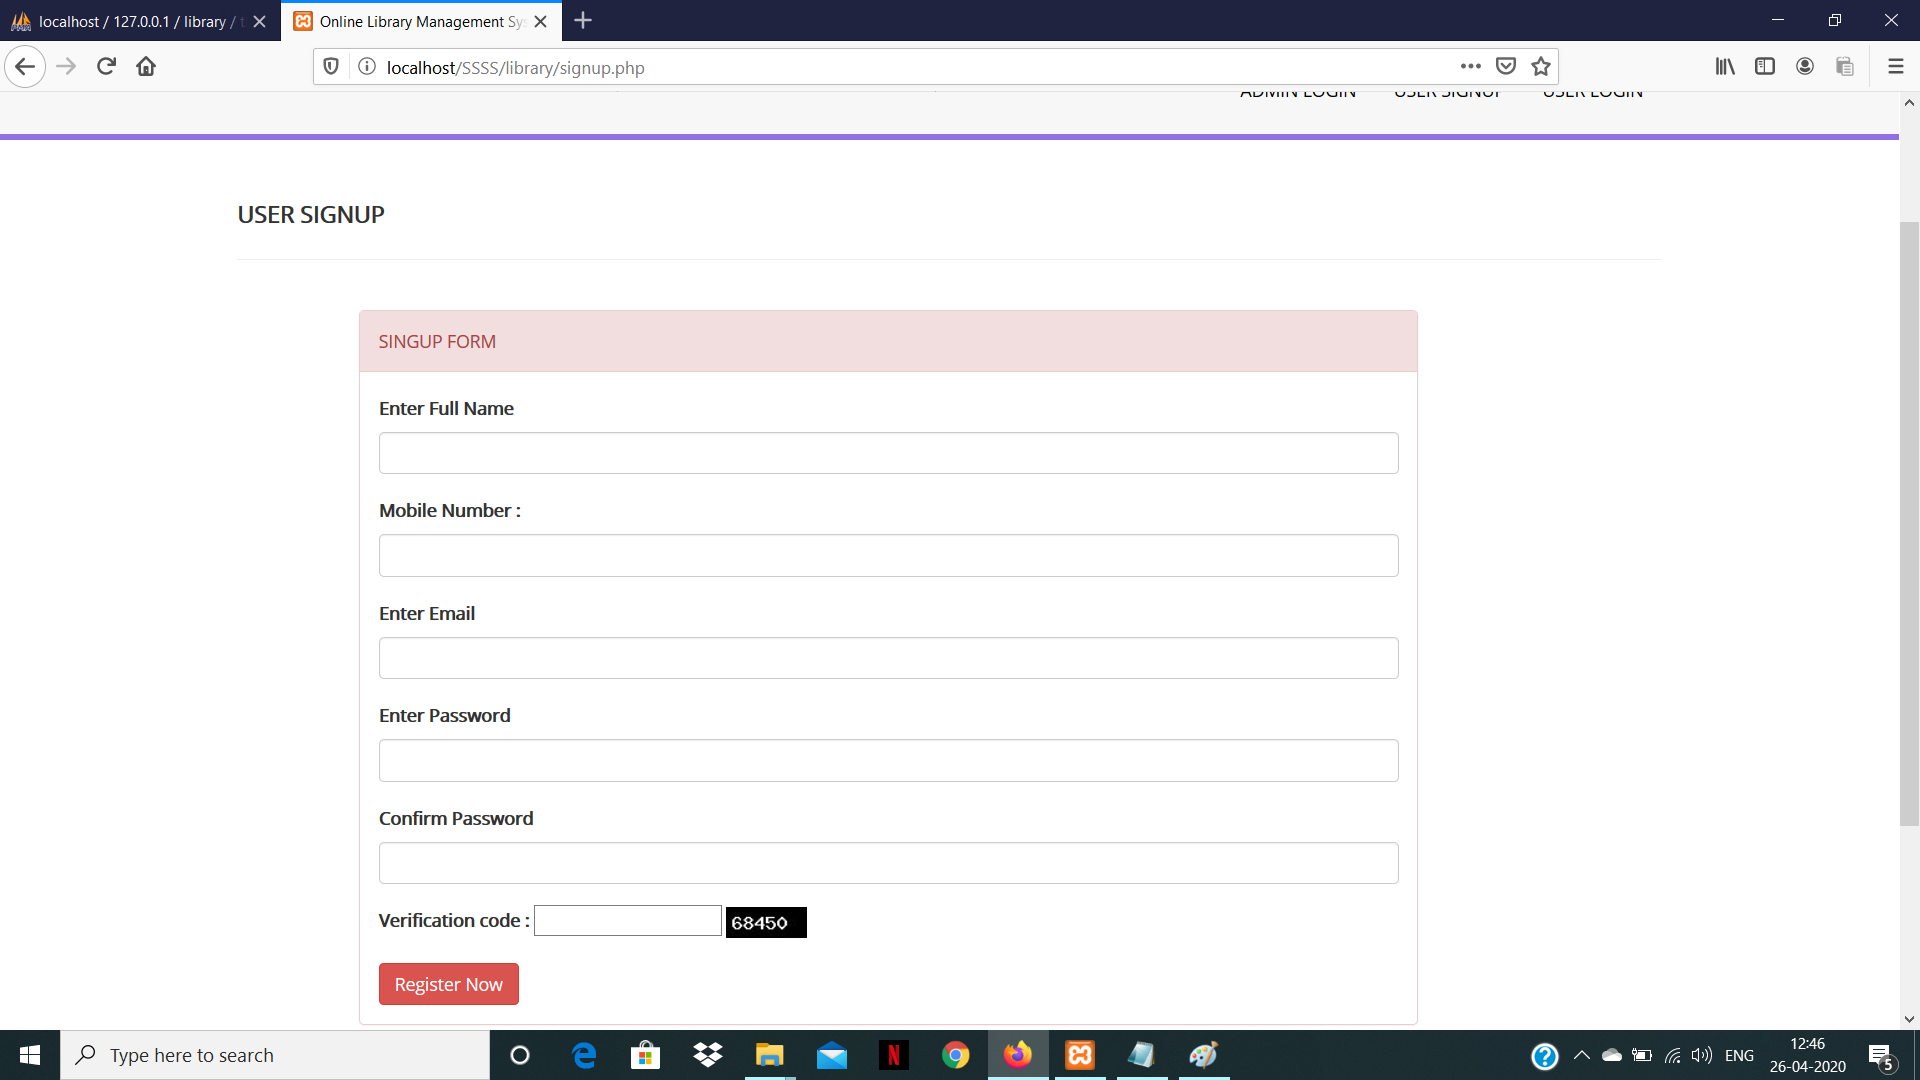 localhost / 127.0.0.1 / library / t
Online Library Management Sys
localhost/SSSS/library/signup.php
ADMIN LOGIN USER SIGNUP USER LOGIN
USER SIGNUP
SINGUP FORM
Enter Full Name
Mobile Number :
Enter Email
Enter Password
Confirm Password
Verification code : 68450
Register Now
Type here to search
ENG
12:46
26-04-2020
5